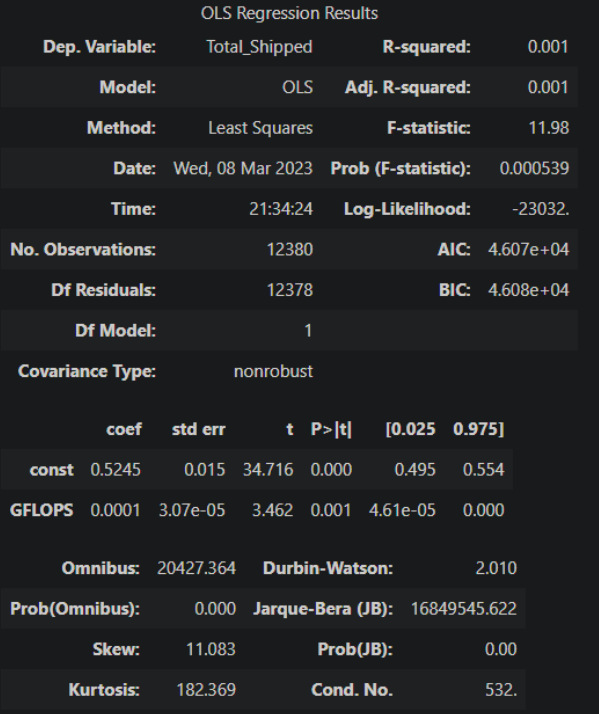 OLS Regression Results
Dep. Variable: Total_Shipped R-squared: 0.001
Model: OLS Adj. R-squared: 0.001
Method: Least Squares F-statistic: 11.98
Date: Wed, 08 Mar 2023 Prob (F-statistic): 0.000539
Time: 21:34:24 Log-Likelihood: -23032.
No. Observations: 12380 AIC: 4.607e+04
Df Residuals: 12378 BIC: 4.608e+04
Df Model: 1
Covariance Type: nonrobust
coef std err t P>|t| [0.025 0.975]
const 0.5245 0.015 34.716 0.000 0.495 0.554
GFLOPS 0.0001 3.07e-05 3.462 0.001 4.61e-05 0.000
Omnibus: 20427.364 Durbin-Watson: 2.010
Prob(Omnibus): 0.000 Jarque-Bera (JB): 16849545.622
Skew: 11.083 Prob(JB): 0.00
Kurtosis: 182.369 Cond. No. 532.